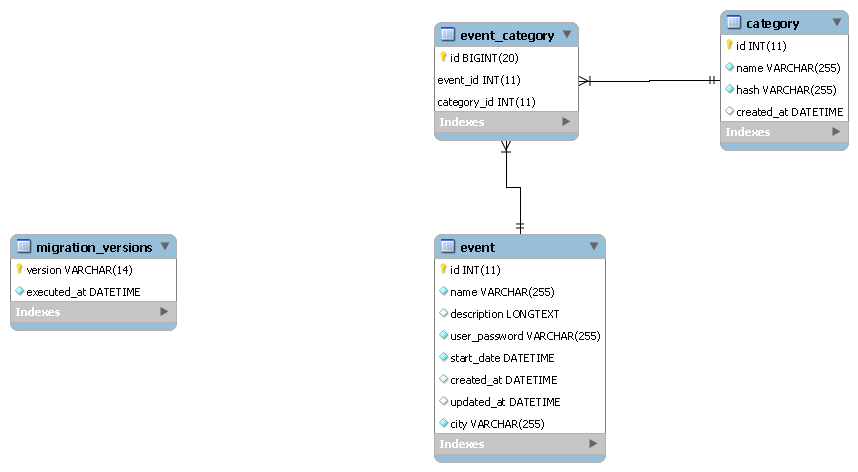 event_category
id BIGINT(20)
event_id INT(11)
category_id INT(11)
Indexes
category
id INT(11)
name VARCHAR(255)
hash VARCHAR(255)
created_at DATETIME
Indexes
migration_versions
version VARCHAR(14)
executed_at DATETIME
Indexes
event
id INT(11)
name VARCHAR(255)
description LONGTEXT
user_password VARCHAR(255)
start_date DATETIME
created_at DATETIME
updated_at DATETIME
city VARCHAR(255)
Indexes